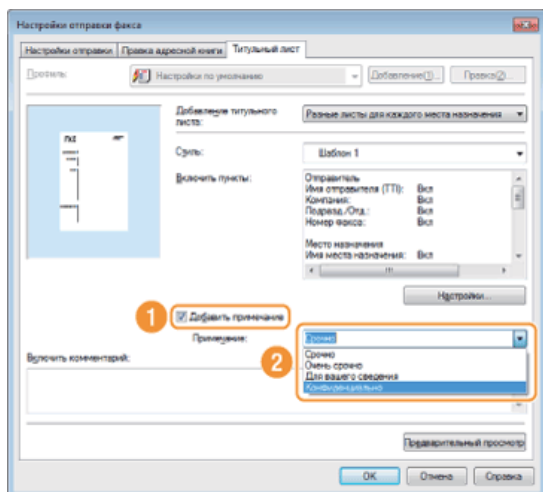 Настройки отправки факса
Настройки отправки Правка адресной книги Титульный лист
Профиль: Настройки по умолчанию Добавление(1)... Правка(2)...
Добавление титульного листа: Разные листы для каждого места назначения
Стиль: Шаблон 1
Включить пункты: Отправитель
Имя отправителя (TTI): Вкл
Компания: Вкл
Подразд./Отд.: Вкл
Номер факса: Вкл
Место назначения
Имя места назначения: Вкл
FAX
Настройки...
1 Добавить примечание
Примечание: Срочно
2
Срочно
Очень срочно
Для вашего сведения
Конфиденциально
Включить комментарий:
Предварительный просмотр
OK Отмена Справка